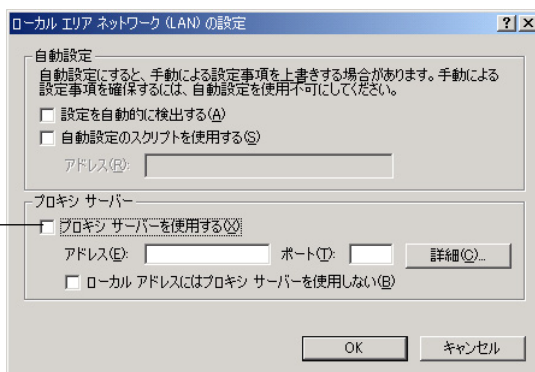 ローカル エリア ネットワーク (LAN) の設定
自動設定
自動設定にすると、手動による設定事項を上書きする場合があります。手動による
設定事項を確保するには、自動設定を使用不可にしてください。
設定を自動的に検出する(A)
自動設定のスクリプトを使用する(S)
アドレス(R):
プロキシ サーバー
プロキシ サーバーを使用する(X)
アドレス(E): ポート(T): 詳細(C)...
ローカル アドレスにはプロキシ サーバーを使用しない(B)
OK キャンセル